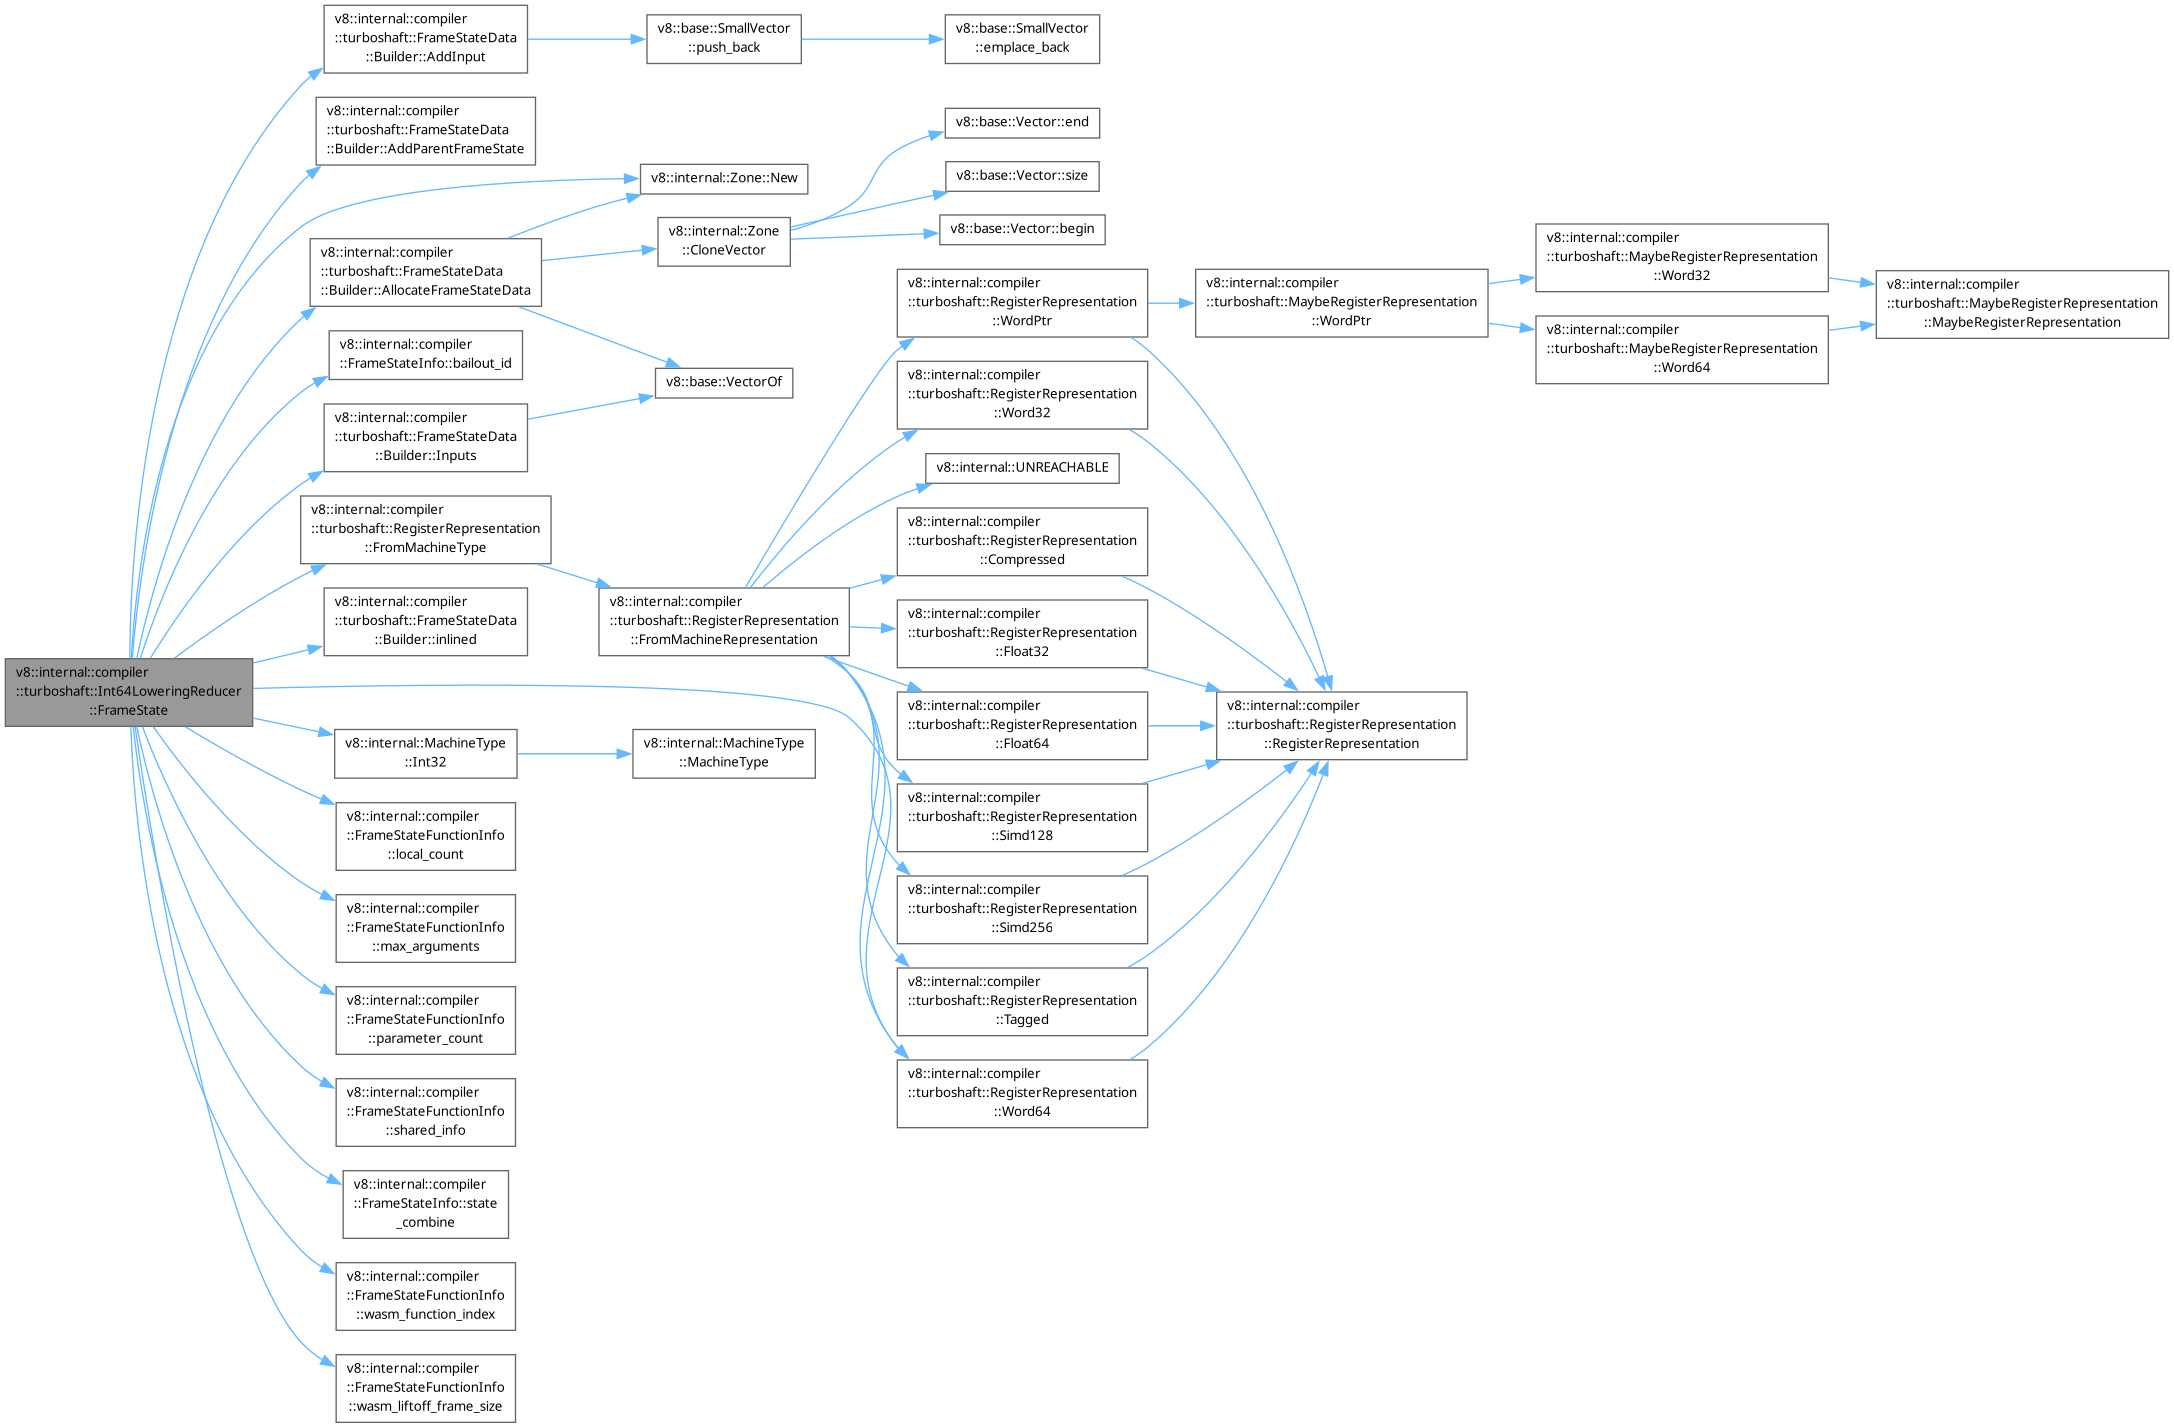 v8::internal::compiler
::turboshaft::FrameStateData
::Builder::AddInput
v8::base::SmallVector
::push_back
v8::base::SmallVector
::emplace_back
v8::internal::compiler
::turboshaft::FrameStateData
::Builder::AddParentFrameState
v8::base::Vector::end
v8::internal::Zone::New
v8::base::Vector::size
v8::internal::compiler
::turboshaft::FrameStateData
::Builder::AllocateFrameStateData
v8::internal::Zone
::CloneVector
v8::base::Vector::begin
v8::internal::compiler
::FrameStateInfo::bailout_id
v8::base::VectorOf
v8::internal::compiler
::turboshaft::RegisterRepresentation
::WordPtr
v8::internal::compiler
::turboshaft::MaybeRegisterRepresentation
::WordPtr
v8::internal::compiler
::turboshaft::MaybeRegisterRepresentation
::Word32
v8::internal::compiler
::turboshaft::MaybeRegisterRepresentation
::Word64
v8::internal::compiler
::turboshaft::MaybeRegisterRepresentation
::MaybeRegisterRepresentation
v8::internal::compiler
::turboshaft::FrameStateData
::Builder::Inputs
v8::internal::compiler
::turboshaft::RegisterRepresentation
::Word32
v8::internal::UNREACHABLE
v8::internal::compiler
::turboshaft::RegisterRepresentation
::FromMachineType
v8::internal::compiler
::turboshaft::RegisterRepresentation
::Compressed
v8::internal::compiler
::turboshaft::FrameStateData
::Builder::inlined
v8::internal::compiler
::turboshaft::RegisterRepresentation
::FromMachineRepresentation
v8::internal::compiler
::turboshaft::RegisterRepresentation
::Float32
v8::internal::compiler
::turboshaft::Int64LoweringReducer
::FrameState
v8::internal::compiler
::turboshaft::RegisterRepresentation
::Float64
v8::internal::compiler
::turboshaft::RegisterRepresentation
::RegisterRepresentation
v8::internal::MachineType
::Int32
v8::internal::MachineType
::MachineType
v8::internal::compiler
::turboshaft::RegisterRepresentation
::Simd128
v8::internal::compiler
::FrameStateFunctionInfo
::local_count
v8::internal::compiler
::turboshaft::RegisterRepresentation
::Simd256
v8::internal::compiler
::FrameStateFunctionInfo
::max_arguments
v8::internal::compiler
::turboshaft::RegisterRepresentation
::Tagged
v8::internal::compiler
::FrameStateFunctionInfo
::parameter_count
v8::internal::compiler
::turboshaft::RegisterRepresentation
::Word64
v8::internal::compiler
::FrameStateFunctionInfo
::shared_info
v8::internal::compiler
::FrameStateInfo::state
_combine
v8::internal::compiler
::FrameStateFunctionInfo
::wasm_function_index
v8::internal::compiler
::FrameStateFunctionInfo
::wasm_liftoff_frame_size